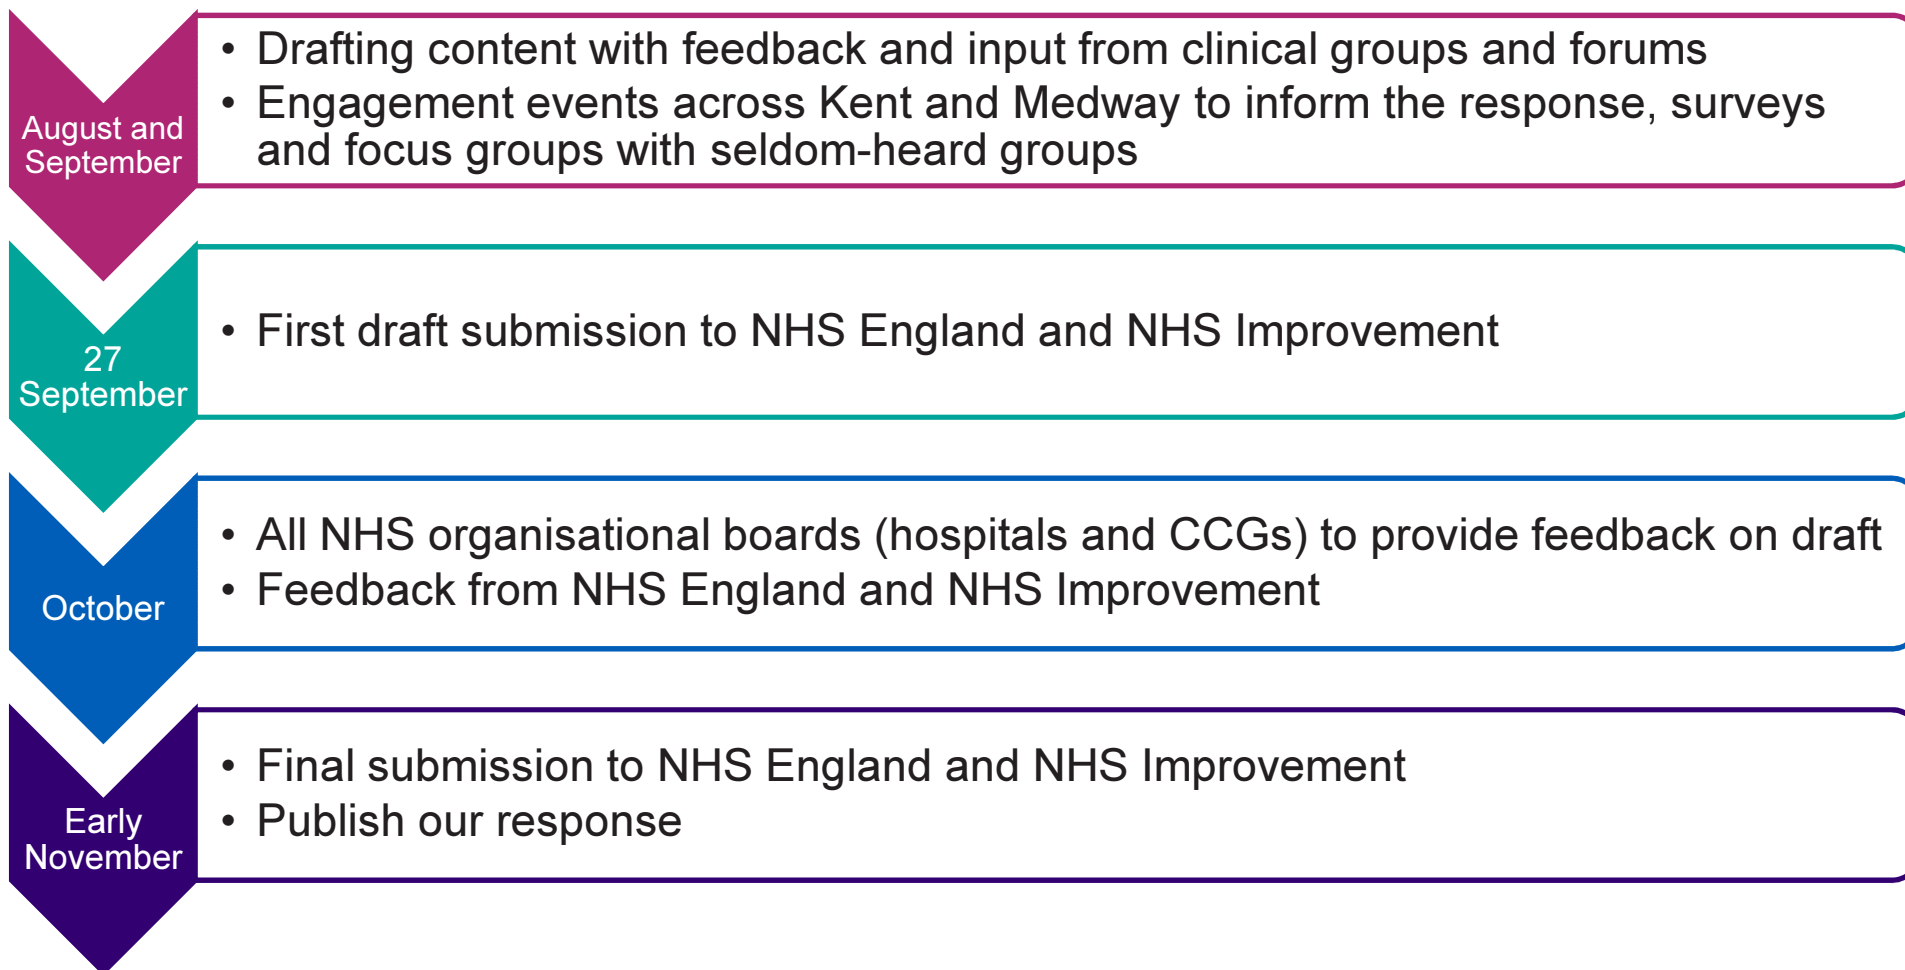 August and
September
• Drafting content with feedback and input from clinical groups and forums
• Engagement events across Kent and Medway to inform the response, surveys
and focus groups with seldom-heard groups
27
September
• First draft submission to NHS England and NHS Improvement
October
• All NHS organisational boards (hospitals and CCGs) to provide feedback on draft
• Feedback from NHS England and NHS Improvement
Early
November
• Final submission to NHS England and NHS Improvement
• Publish our response